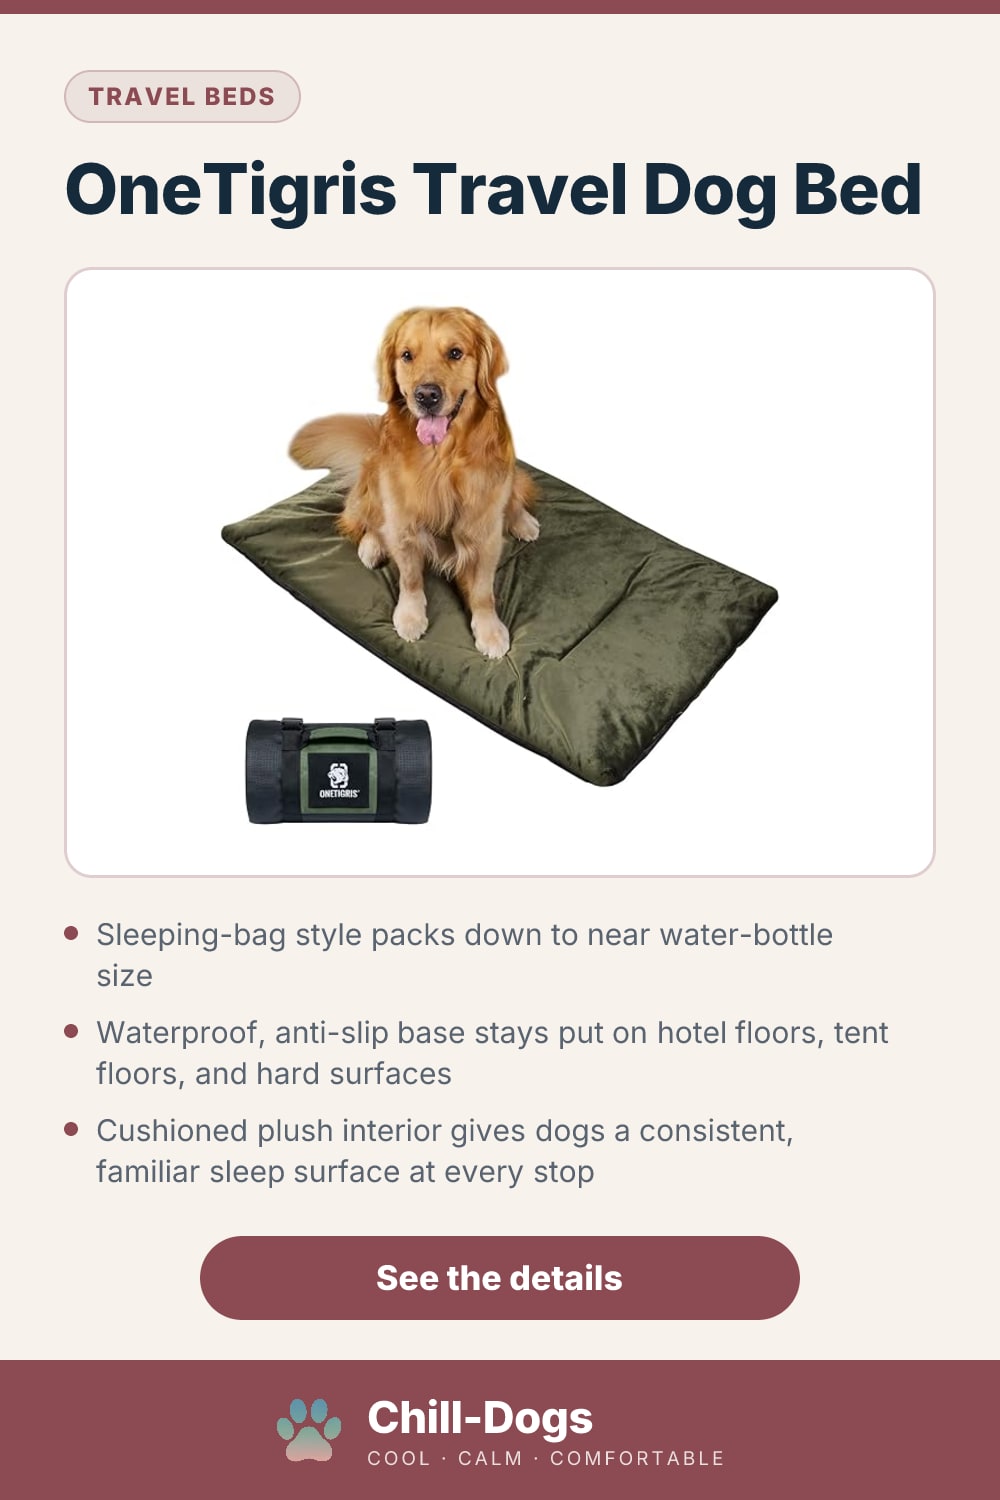 TRAVEL BEDS
OneTigris Travel Dog Bed
ONETIGRIS
Sleeping-bag style packs down to near water-bottle
size
Waterproof, anti-slip base stays put on hotel floors, tent
floors, and hard surfaces
Cushioned plush interior gives dogs a consistent,
familiar sleep surface at every stop
See the details
Chill-Dogs
COOL · CALM · COMFORTABLE